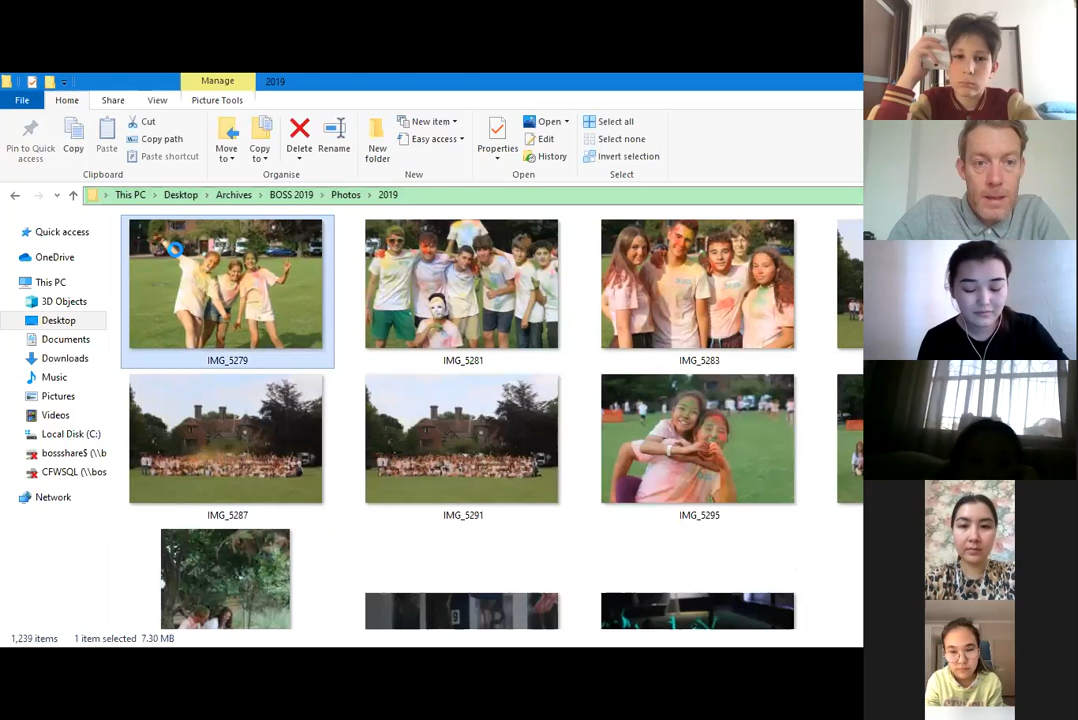 Manage 2019
File Home Share View Picture Tools
Pin to Quick access
Copy
Paste
Cut
Copy path
Paste shortcut
Clipboard
Move to
Copy to
Delete
Rename
Organise
New folder
New item
Easy access
New
Properties
Open
Edit
History
Open
Select all
Select none
Invert selection
Select
This PC > Desktop > Archives > BOSS 2019 > Photos > 2019
Quick access
OneDrive
This PC
3D Objects
Desktop
Documents
Downloads
Music
Pictures
Videos
Local Disk (C:)
bossshare$ (\\b
CFWSQL (\\bos
Network
IMG_5279 IMG_5281 IMG_5283
IMG_5287 IMG_5291 IMG_5295
1,239 items 1 item selected 7.30 MB